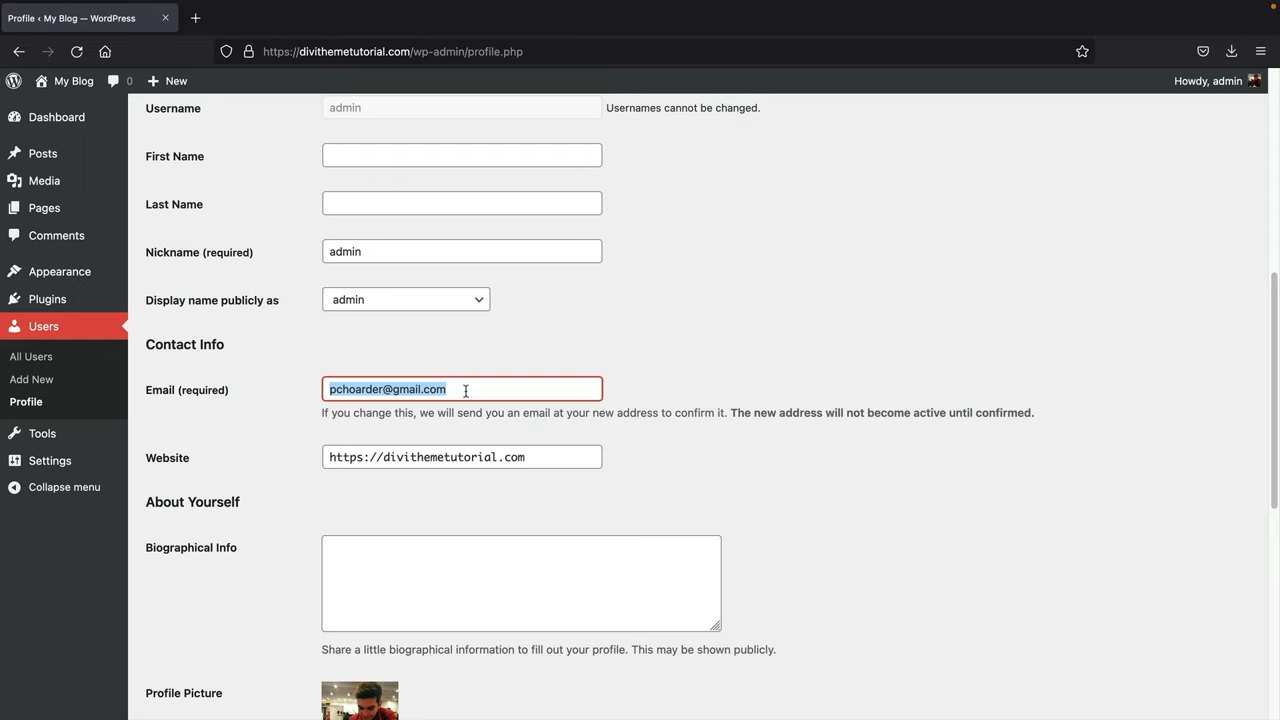 Profile ‹ My Blog — WordPress
https://divithemetutorial.com/wp-admin/profile.php
My Blog 0 New Howdy, admin
Dashboard
Posts
Media
Pages
Comments
Appearance
Plugins
Users
All Users
Add New
Profile
Tools
Settings
Collapse menu
Username admin Usernames cannot be changed.
First Name
Last Name
Nickname (required) admin
Display name publicly as admin
Contact Info
Email (required) pchoarder@gmail.com
If you change this, we will send you an email at your new address to confirm it. The new address will not become active until confirmed.
Website https://divithemetutorial.com
About Yourself
Biographical Info
Share a little biographical information to fill out your profile. This may be shown publicly.
Profile Picture